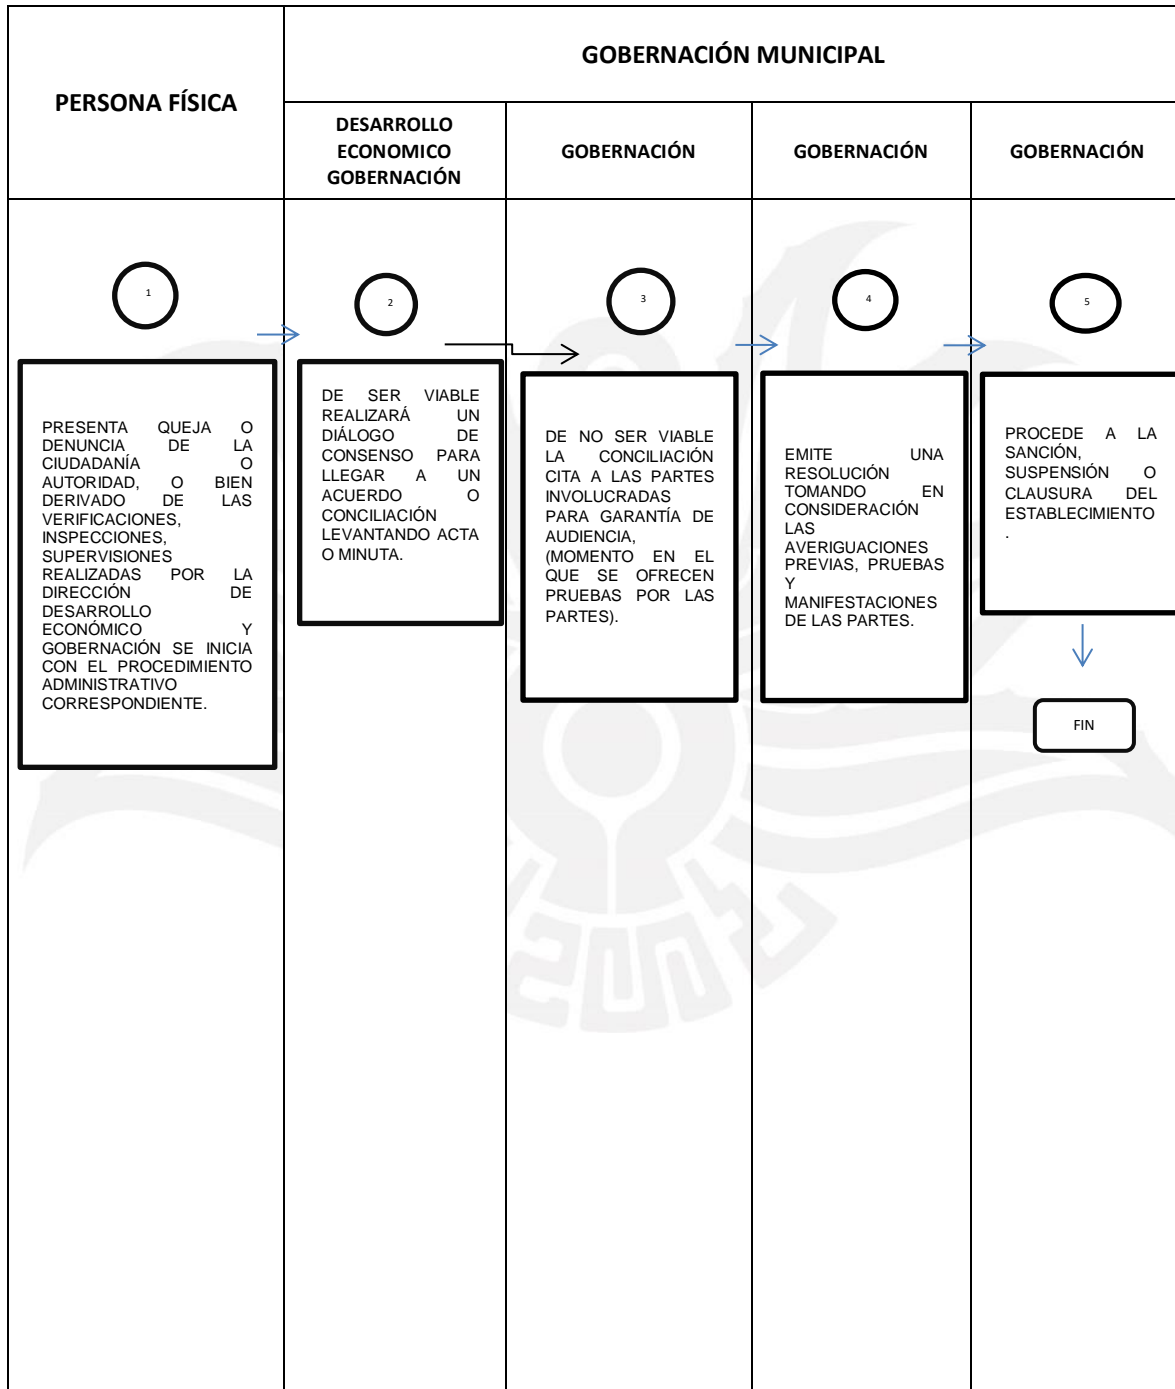 PERSONA FÍSICA
GOBERNACIÓN MUNICIPAL
DESARROLLO
ECONOMICO
GOBERNACIÓN
GOBERNACIÓN
GOBERNACIÓN
GOBERNACIÓN
1
PRESENTA QUEJA O
DENUNCIA DE LA
CIUDADANÍA O
AUTORIDAD, O BIEN
DERIVADO DE LAS
VERIFICACIONES,
INSPECCIONES,
SUPERVISIONES
REALIZADAS POR LA
DIRECCIÓN DE
DESARROLLO
ECONÓMICO Y
GOBERNACIÓN SE INICIA
CON EL PROCEDIMIENTO
ADMINISTRATIVO
CORRESPONDIENTE.
2
DE SER VIABLE
REALIZARÁ UN
DIÁLOGO DE
CONSENSO PARA
LLEGAR A UN
ACUERDO O
CONCILIACIÓN
LEVANTANDO ACTA
O MINUTA.
3
DE NO SER VIABLE
LA CONCILIACIÓN
CITA A LAS PARTES
INVOLUCRADAS
PARA GARANTÍA DE
AUDIENCIA,
(MOMENTO EN EL
QUE SE OFRECEN
PRUEBAS POR LAS
PARTES).
4
EMITE UNA
RESOLUCIÓN
TOMANDO EN
CONSIDERACIÓN
LAS
AVERIGUACIONES
PREVIAS, PRUEBAS
Y
MANIFESTACIONES
DE LAS PARTES.
5
PROCEDE A LA
SANCIÓN,
SUSPENSIÓN O
CLAUSURA DEL
ESTABLECIMIENTO
.
FIN